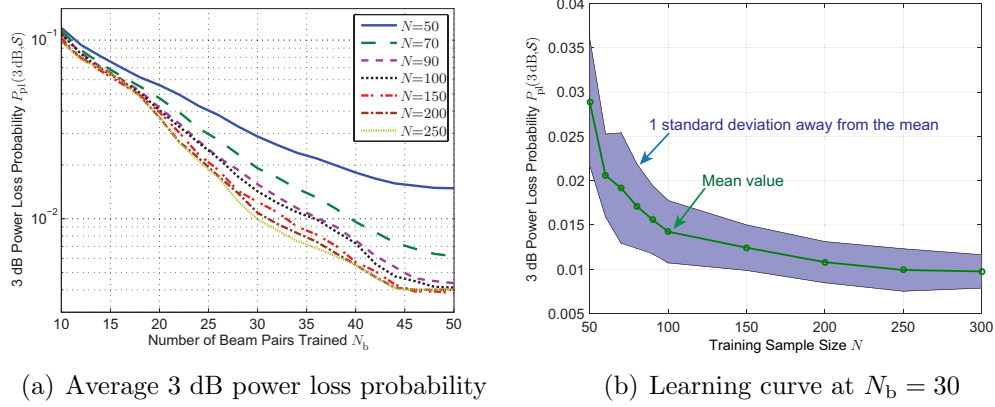 3 dB Power Loss Probability P_pl(3 dB,S)
10^-1
10^-2
N=50
N=70
N=90
N=100
N=150
N=200
N=250
10 15 20 25 30 35 40 45 50
Number of Beam Pairs Trained N_b
(a) Average 3 dB power loss probability
3 dB Power Loss Probability P_pl(3 dB,S)
0.04
0.035
0.03
0.025
0.02
0.015
0.01
0.005
1 standard deviation away from the mean
Mean value
50 100 150 200 250 300
Training Sample Size N
(b) Learning curve at N_b = 30